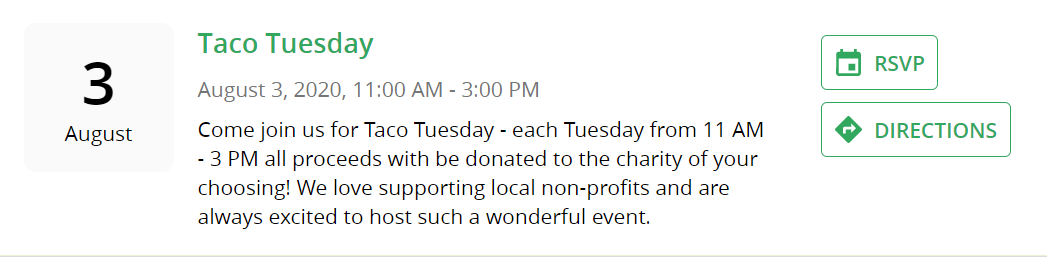 3
August
Taco Tuesday
August 3, 2020, 11:00 AM - 3:00 PM
Come join us for Taco Tuesday - each Tuesday from 11 AM
- 3 PM all proceeds with be donated to the charity of your
choosing! We love supporting local non-profits and are
always excited to host such a wonderful event.
RSVP
DIRECTIONS